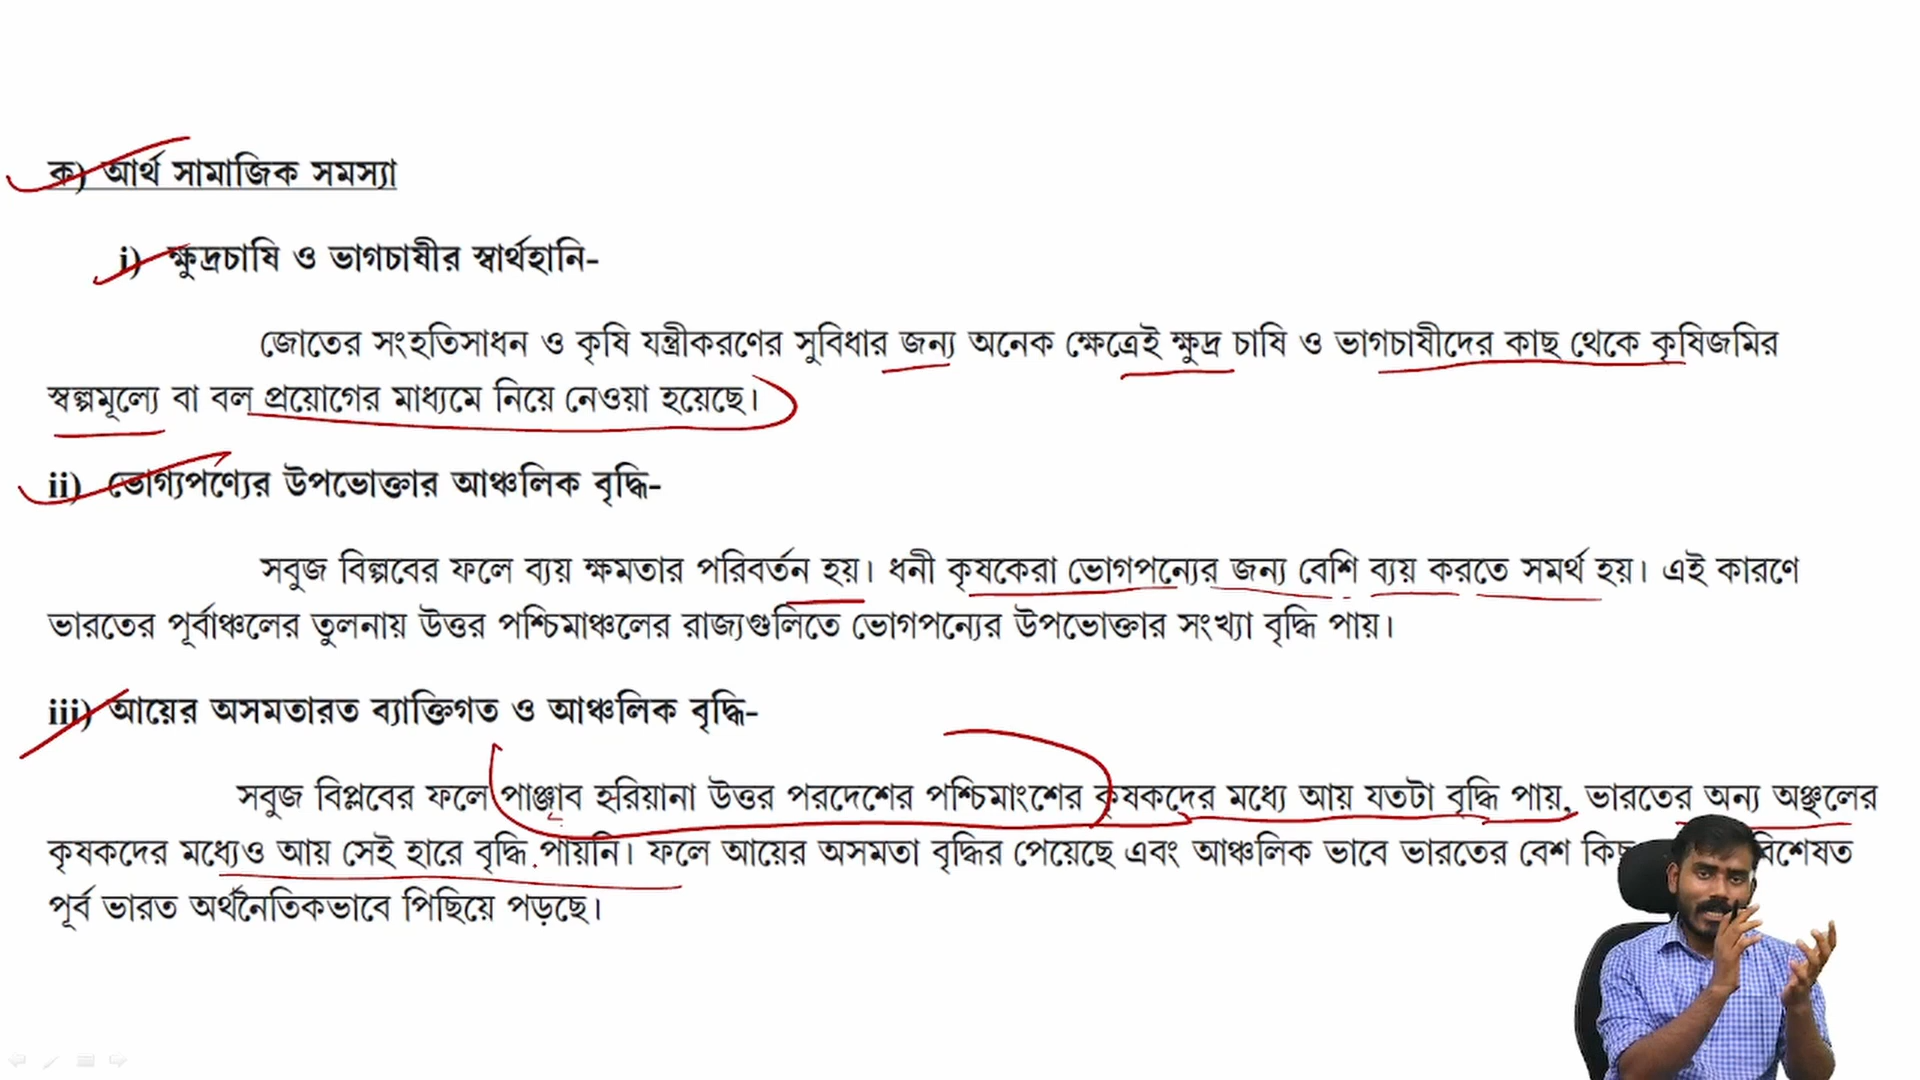 ক) আর্থ সামাজিক সমস্যা
i) ক্ষুদ্রচাষি ও ভাগচাষীর স্বার্থহানি-
জোতের সংহতিসাধন ও কৃষি যন্ত্রীকরণের সুবিধার জন্য অনেক ক্ষেত্রেই ক্ষুদ্র চাষি ও ভাগচাষীদের কাছ থেকে কৃষিজমির
স্বল্পমূল্যে বা বল প্রয়োগের মাধ্যমে নিয়ে নেওয়া হয়েছে।
ii) ভোগ্যপণ্যের উপভোক্তার আঞ্চলিক বৃদ্ধি-
সবুজ বিল্পবের ফলে ব্যয় ক্ষমতার পরিবর্তন হয়। ধনী কৃষকেরা ভোগপন্যের জন্য বেশি ব্যয় করতে সমর্থ হয়। এই কারণে
ভারতের পূর্বাঞ্চলের তুলনায় উত্তর পশ্চিমাঞ্চলের রাজ্যগুলিতে ভোগপন্যের উপভোক্তার সংখ্যা বৃদ্ধি পায়।
iii) আয়ের অসমতারত ব্যাক্তিগত ও আঞ্চলিক বৃদ্ধি-
সবুজ বিপ্লবের ফলে পাঞ্জাব হরিয়ানা উত্তর পরদেশের পশ্চিমাংশের কৃষকদের মধ্যে আয় যতটা বৃদ্ধি পায়, ভারতের অন্য অঞ্চলের
কৃষকদের মধ্যেও আয় সেই হারে বৃদ্ধি পায়নি। ফলে আয়ের অসমতা বৃদ্ধির পেয়েছে এবং আঞ্চলিক ভাবে ভারতের বেশ বিশেষত
পূর্ব ভারত অর্থনৈতিকভাবে পিছিয়ে পড়ছে।